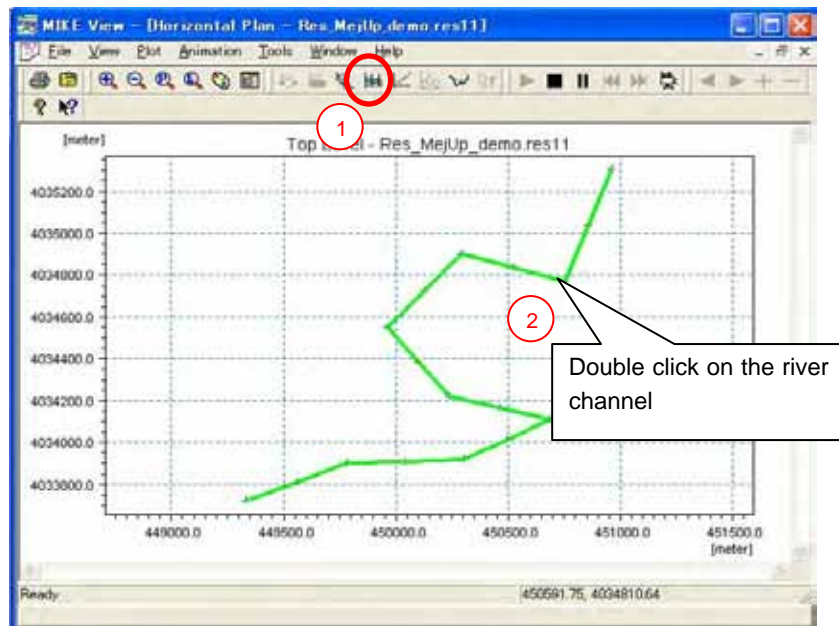 MIKE View - [Horizontal Plan - Res_MejUp_demo.res11]
File View Plot Animation Tools Window Help
1
[meter]
Top - Res_MejUp_demo.res11
4035200.0
4035000.0
4034800.0
4034600.0
4034400.0
4034200.0
4034000.0
4033800.0
2
Double click on the river
channel
449000.0 449500.0 450000.0 450500.0 451000.0 451500.0
[meter]
Ready 450591.75, 4034810.64